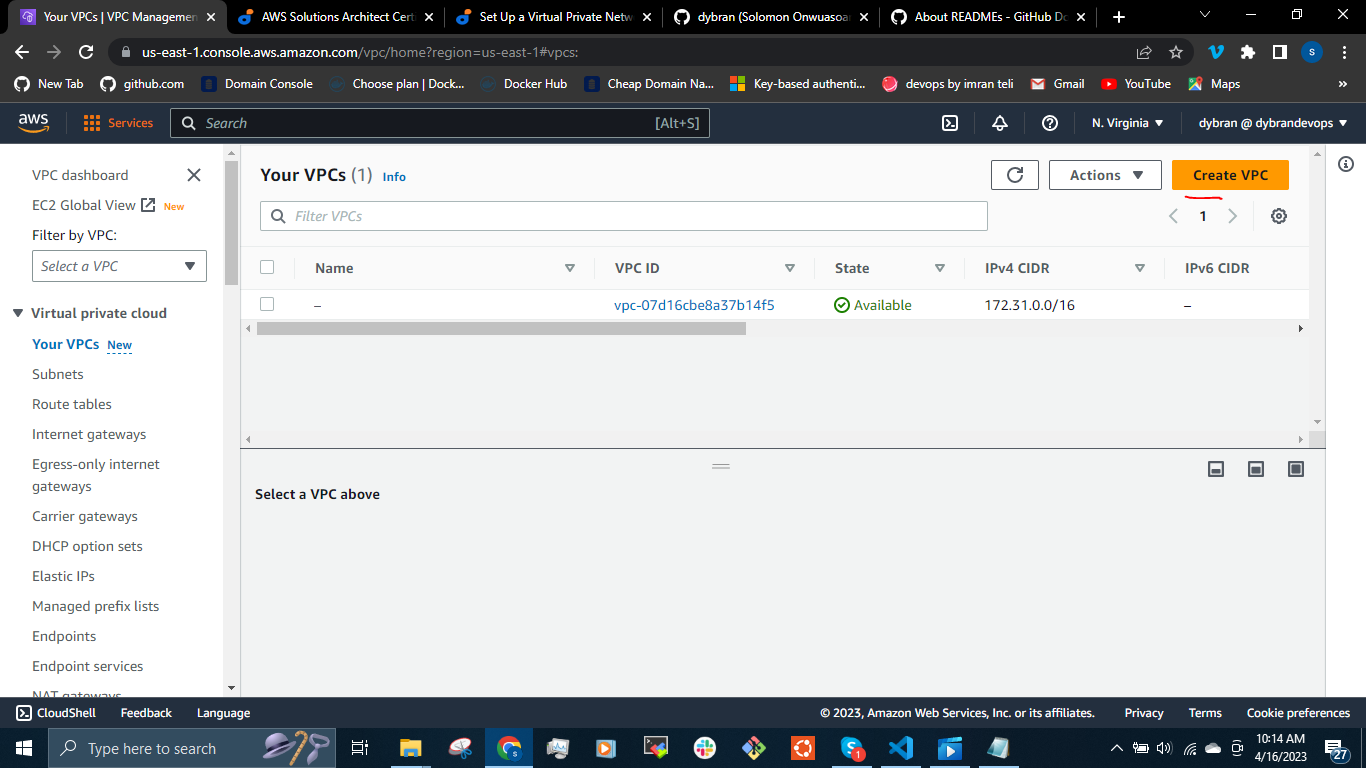 Your VPCs | VPC Managemen
AWS Solutions Architect Cert
Set Up a Virtual Private Netw
dybran (Solomon Onwuasoa
About READMEs - GitHub Do
us-east-1.console.aws.amazon.com/vpc/home?region=us-east-1#vpcs:
S
New Tab
github.com
Domain Console
Choose plan | Dock...
Docker Hub
Cheap Domain Na...
Key-based authenti...
devops by imran teli
Gmail
YouTube
Maps
»
aws
Services
Search
[Alt+S]
N. Virginia
dybran @ dybrandevops
VPC dashboard
EC2 Global View
New
Filter by VPC:
Select a VPC
Virtual private cloud
Your VPCs New
Subnets
Route tables
Internet gateways
Egress-only internet
gateways
Carrier gateways
DHCP option sets
Elastic IPs
Managed prefix lists
Endpoints
Endpoint services
NAT gateways
Your VPCs (1) Info
Actions
Create VPC
Filter VPCs
1
Name
VPC ID
State
IPv4 CIDR
IPv6 CIDR
–
vpc-07d16cbe8a37b14f5
Available
172.31.0.0/16
–
Select a VPC above
CloudShell
Feedback
Language
© 2023, Amazon Web Services, Inc. or its affiliates.
Privacy
Terms
Cookie preferences
Type here to search
1
10:14 AM
4/16/2023
27